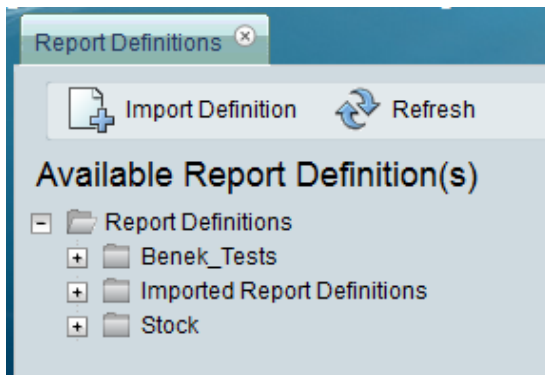 Report Definitions
Import Definition Refresh
Available Report Definition(s)
Report Definitions
Benek_Tests
Imported Report Definitions
Stock